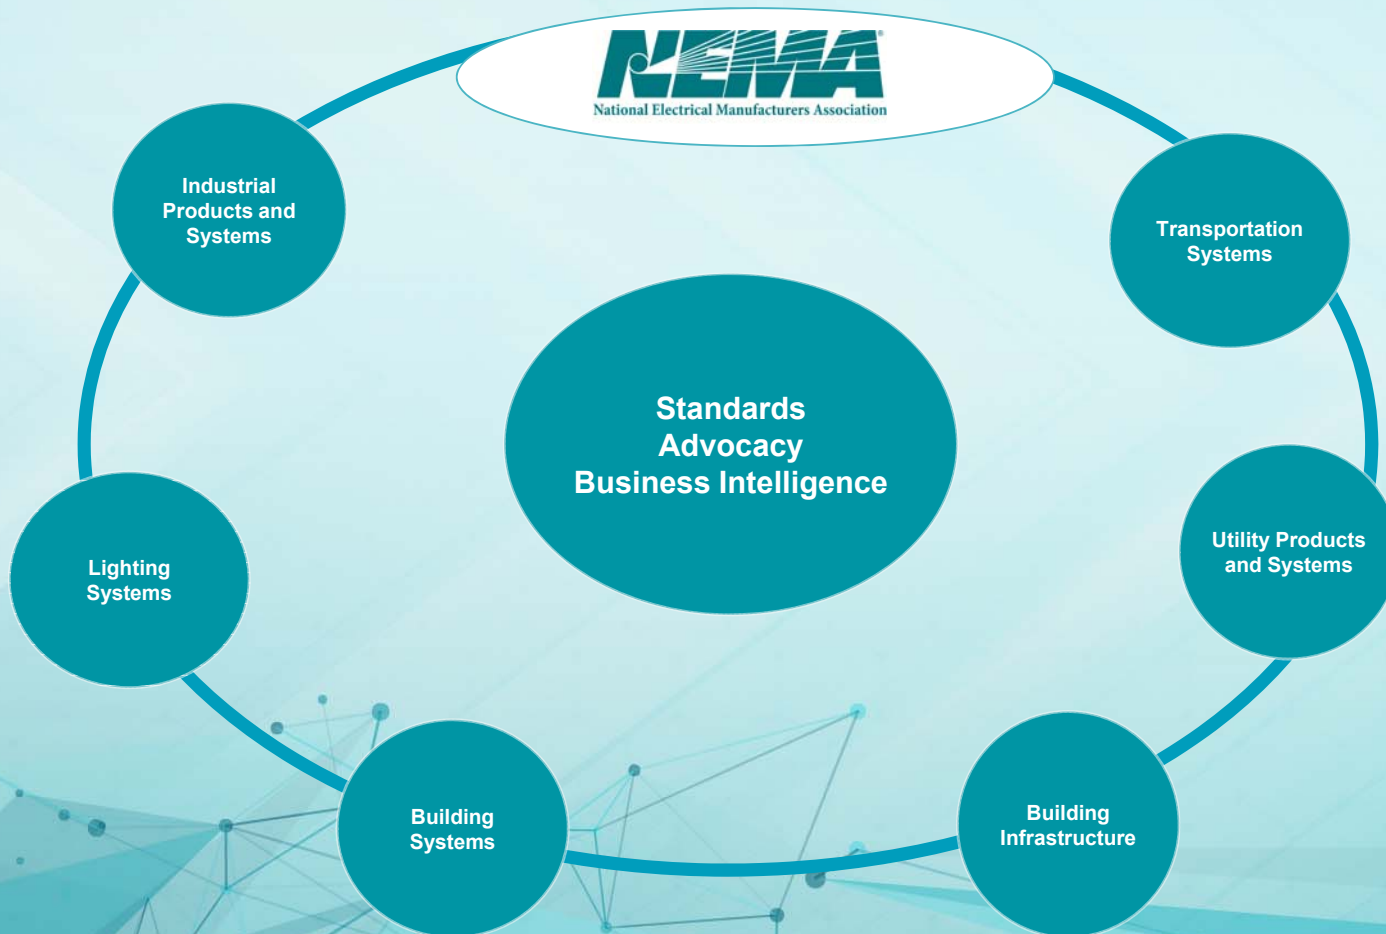 NEMA®
National Electrical Manufacturers Association
Industrial
Products and
Systems
Transportation
Systems
Standards
Advocacy
Business Intelligence
Lighting
Systems
Utility Products
and Systems
Building
Systems
Building
Infrastructure